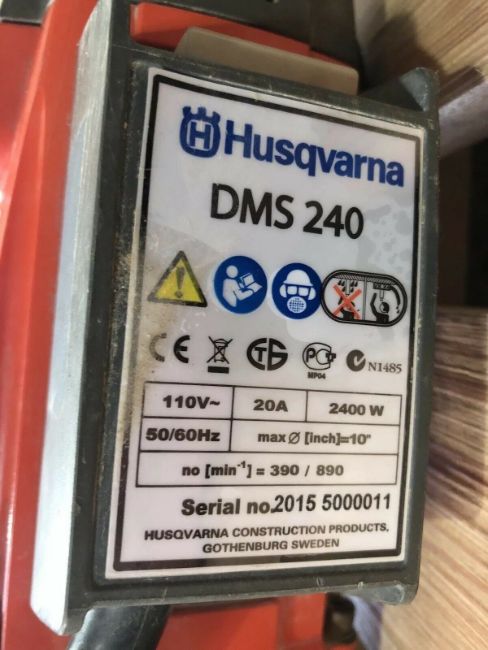 Husqvarna
DMS 240
CE
MP04
N1485
110V~ 20A 2400 W
50/60Hz max Ø [inch]=10"
no [min⁻¹] = 390 / 890
Serial no. 2015 5000011
HUSQVARNA CONSTRUCTION PRODUCTS,
GOTHENBURG SWEDEN